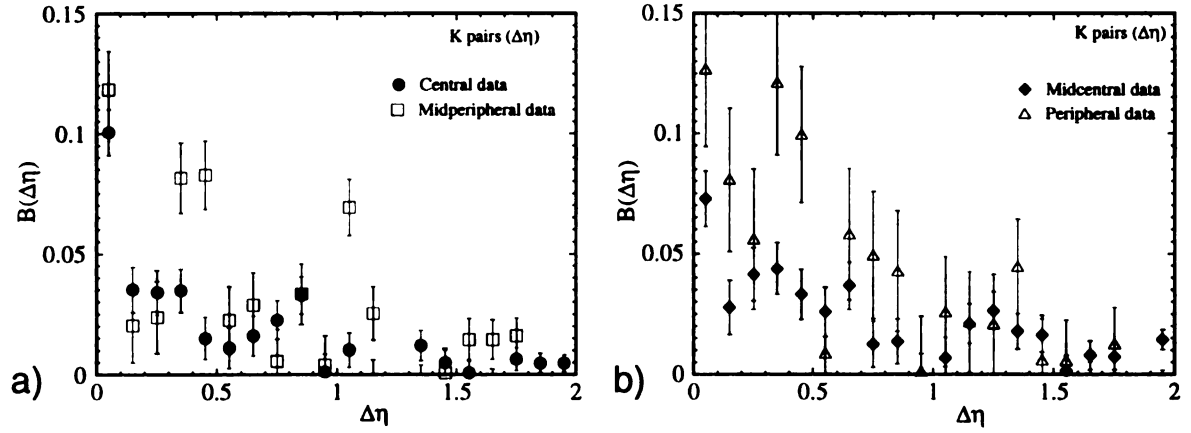 a)
K pairs (Δη)
Central data
Midperipheral data
B(Δη)
0.15
0.1
0.05
0
0 0.5 1 1.5 2
Δη
b)
K pairs (Δη)
Midcentral data
Peripheral data
B(Δη)
0.15
0.1
0.05
0
0 0.5 1 1.5 2
Δη